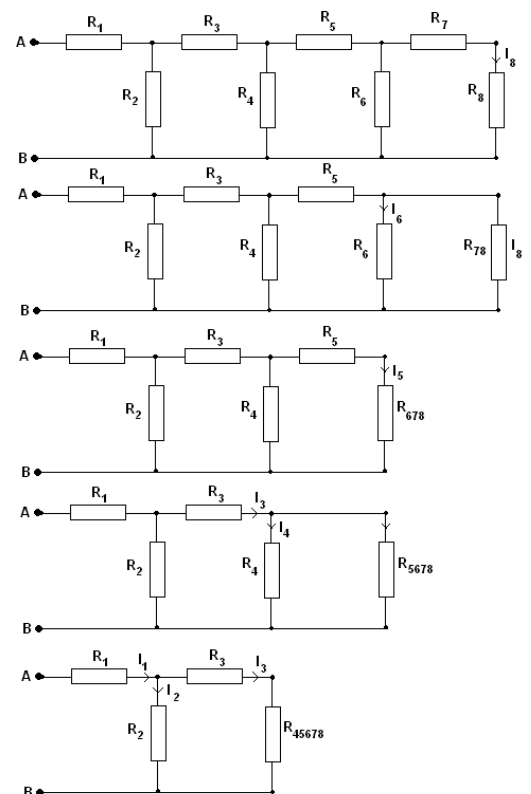 R1 R3 R5 R7
A I8
R2 R4 R6 R8
B
A R1 R3 R5
I6
R2 R4 R6 R78 I8
B
A R1 R3 R5
I5
R2 R4 R678
B
A R1 R3 I3
I4
R2 R4 R5678
B
A R1 I1 R3 I3
I2
R2 R45678
B